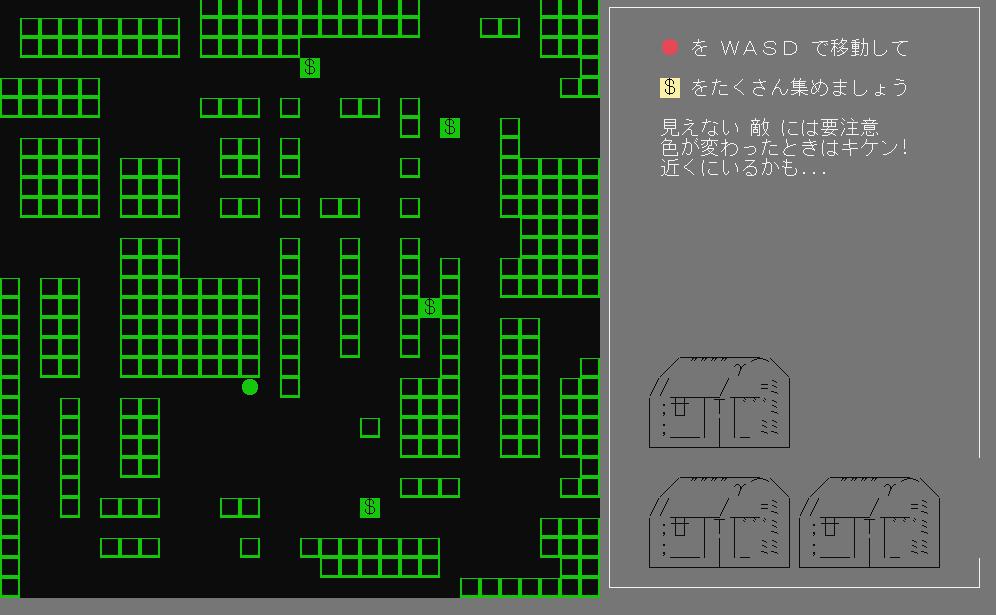 $
$
$
$
● を ＷＡＳＤ で移動して
$ をたくさん集めましょう
見えない 敵 には要注意
色が変わったときはキケン!
近くにいるかも...